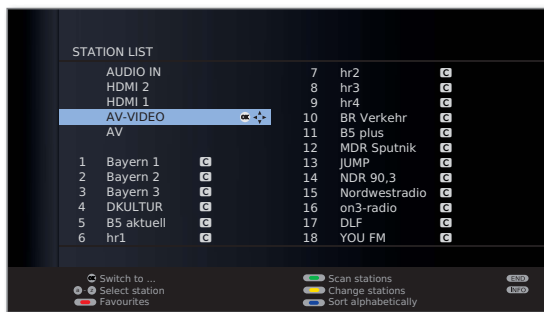 STATION LIST
AUDIO IN
HDMI 2
HDMI 1
AV-VIDEO OK
AV
1 Bayern 1 C
2 Bayern 2 C
3 Bayern 3 C
4 DKULTUR C
5 B5 aktuell C
6 hr1 C
7 hr2 C
8 hr3 C
9 hr4 C
10 BR Verkehr C
11 B5 plus C
12 MDR Sputnik C
13 JUMP C
14 NDR 90,3 C
15 Nordwestradio C
16 on3-radio C
17 DLF C
18 YOU FM C
OK Switch to ...
Select station
Favourites
Scan stations
Change stations
Sort alphabetically
END
INFO